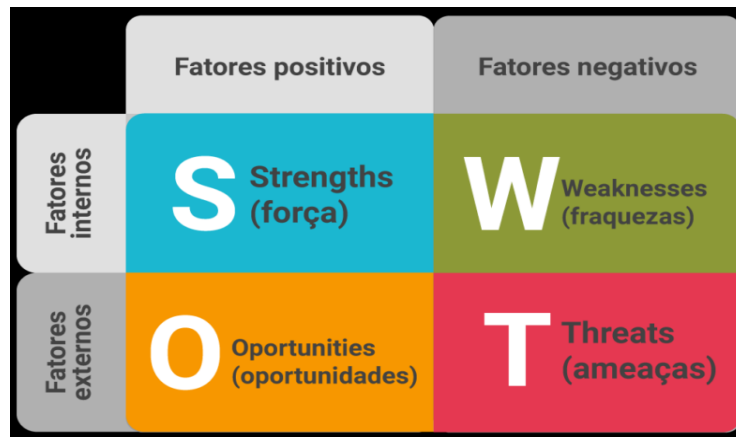 Fatores positivos
Fatores negativos
Fatores
internos
S
Strengths
(força)
W
Weaknesses
(fraquezas)
Fatores
externos
O
Oportunities
(oportunidades)
T
Threats
(ameaças)